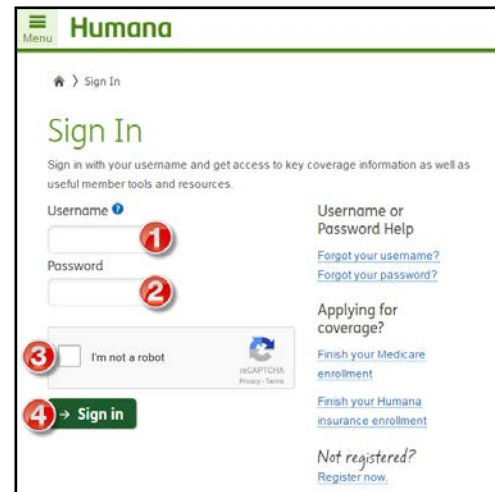 Menu
Humana
Sign In
Sign In
Sign in with your username and get access to key coverage information as well as
useful member tools and resources.
Username ?
1
Password
2
3
I'm not a robot
reCAPTCHA
Privacy - Terms
4
→ Sign in
Username or
Password Help
Forgot your username?
Forgot your password?
Applying for
coverage?
Finish your Medicare
enrollment
Finish your Humana
insurance enrollment
Not registered?
Register now.